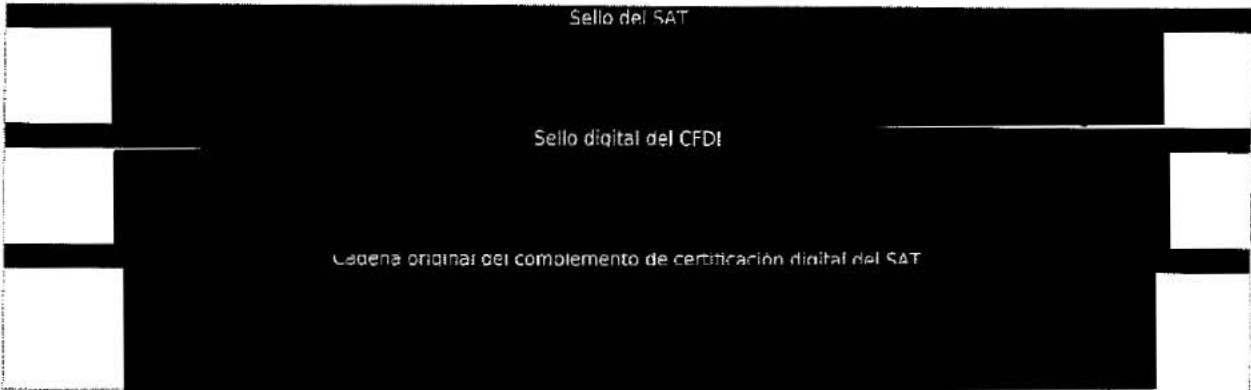 Sello del SAT
Sello digital del CFDI
Cadena original del complemento de certificación digital del SAT